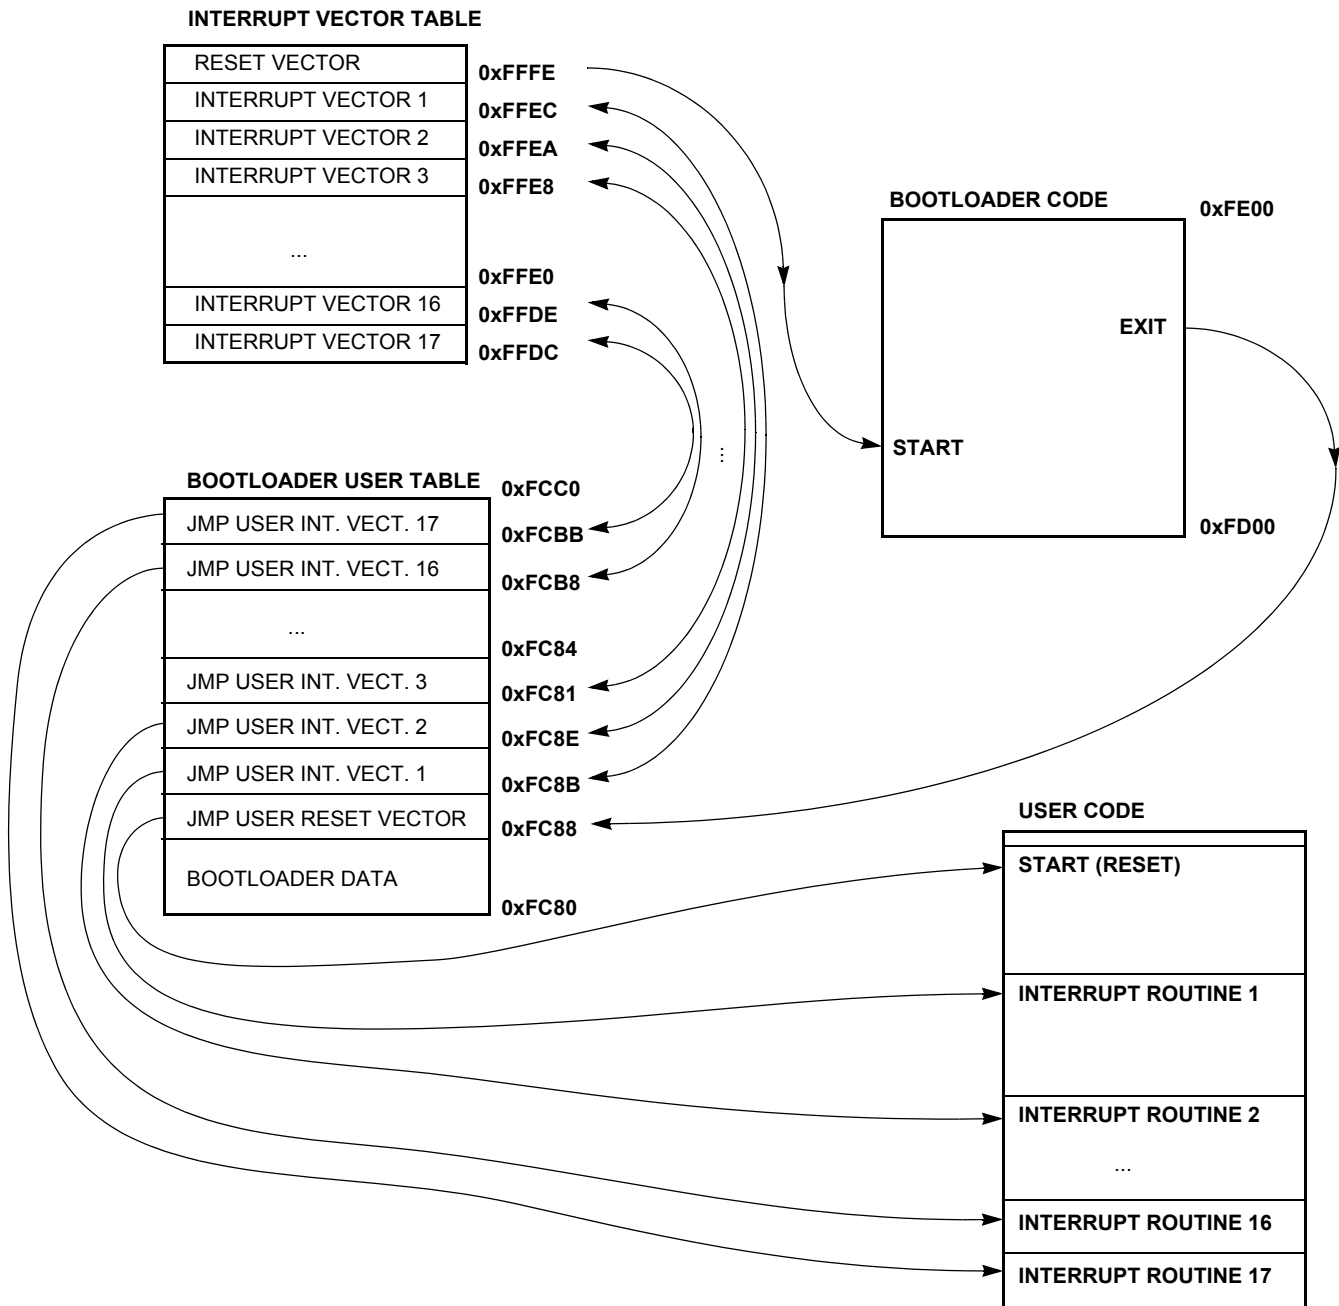 INTERRUPT VECTOR TABLE
RESET VECTOR
0xFFFE
INTERRUPT VECTOR 1
0xFFEC
INTERRUPT VECTOR 2
0xFFEA
INTERRUPT VECTOR 3
0xFFE8
...
0xFFE0
INTERRUPT VECTOR 16
0xFFDE
INTERRUPT VECTOR 17
0xFFDC
...
BOOTLOADER CODE
0xFE00
EXIT
START
0xFD00
BOOTLOADER USER TABLE
0xFCC0
JMP USER INT. VECT. 17
0xFCBB
JMP USER INT. VECT. 16
0xFCB8
...
0xFC84
JMP USER INT. VECT. 3
0xFC81
JMP USER INT. VECT. 2
0xFC8E
JMP USER INT. VECT. 1
0xFC8B
JMP USER RESET VECTOR
0xFC88
BOOTLOADER DATA
0xFC80
USER CODE
START (RESET)
INTERRUPT ROUTINE 1
INTERRUPT ROUTINE 2
...
INTERRUPT ROUTINE 16
INTERRUPT ROUTINE 17